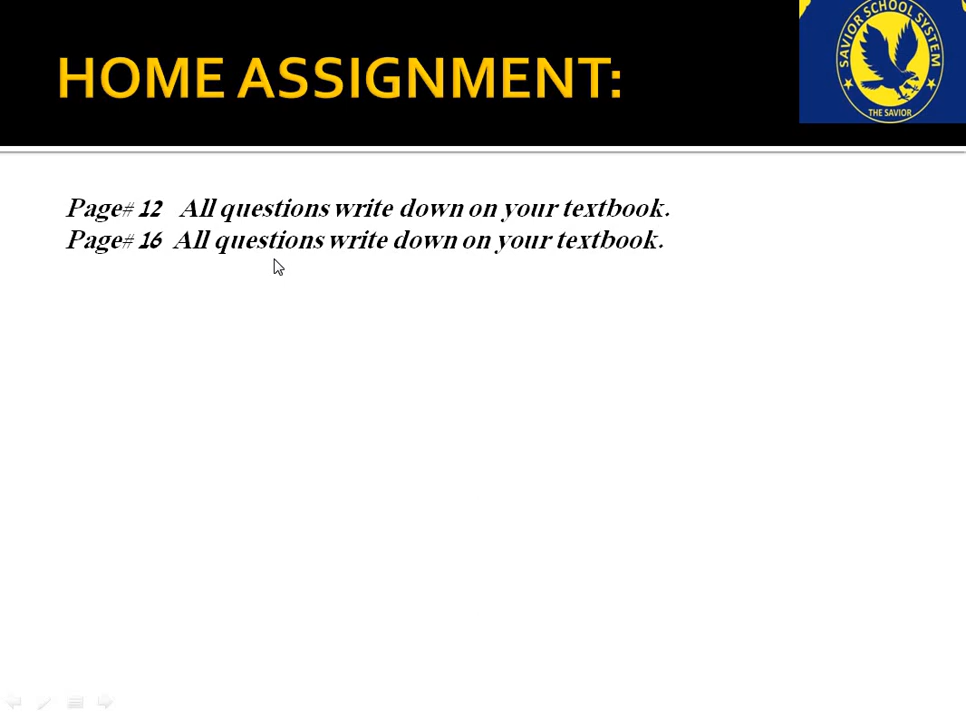 HOME ASSIGNMENT:
SAVIOR SCHOOL SYSTEM
THE SAVIOR
Page# 12 All questions write down on your textbook.
Page# 16 All questions write down on your textbook.